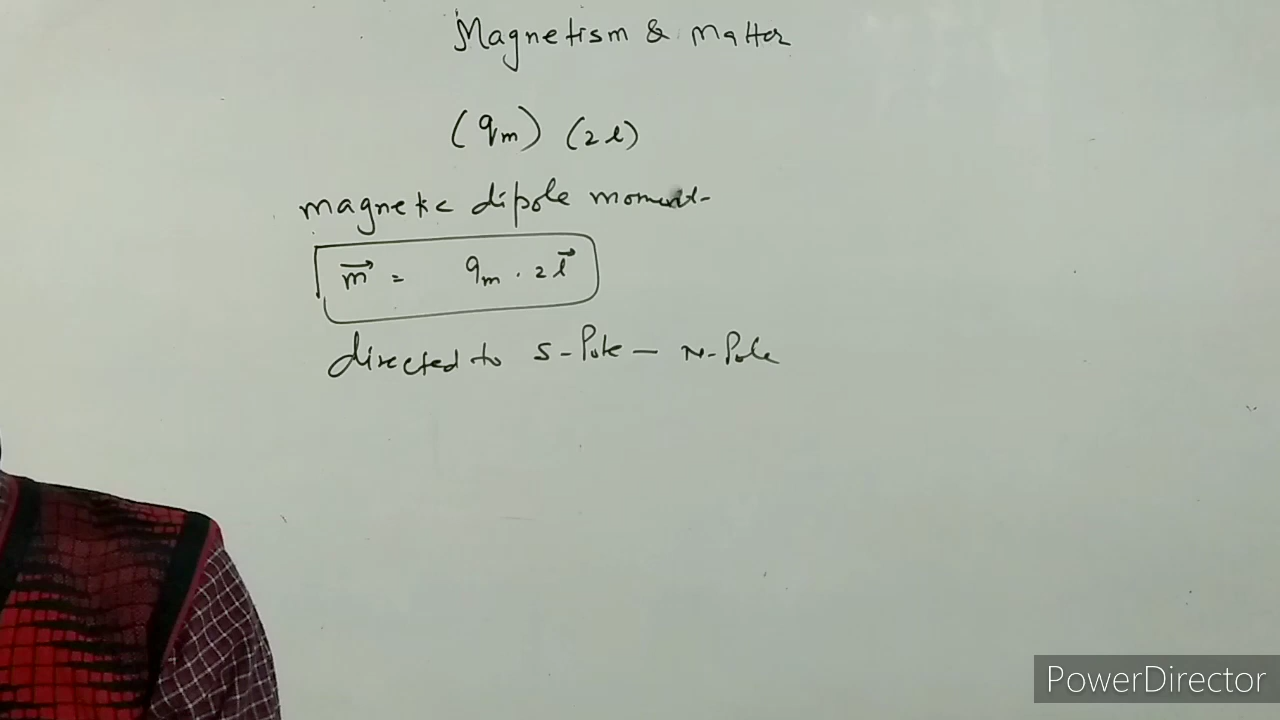 Magnetism & Matter
(qm) (2l)
magnetic dipole moment
m⃗ = qm . 2l⃗
directed to S-Pole — N-Pole
PowerDirector